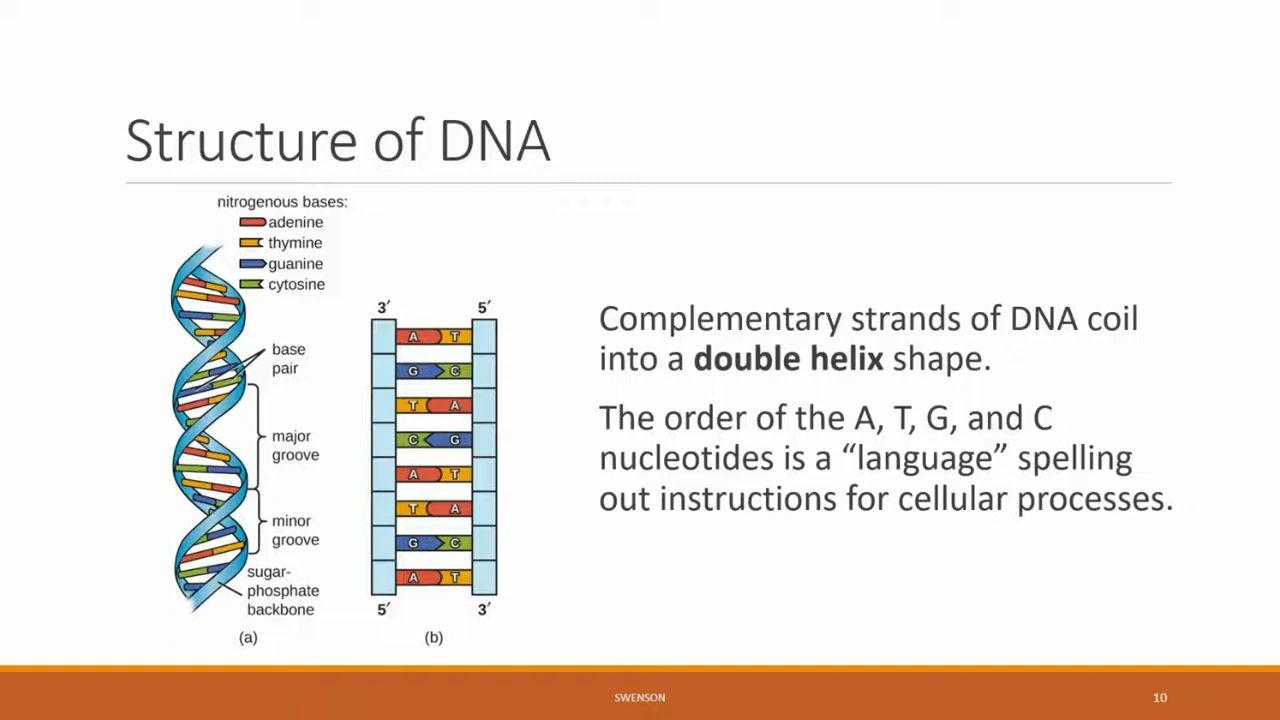 Structure of DNA
nitrogenous bases:
adenine
thymine
guanine
cytosine
base
pair
major
groove
minor
groove
sugar-
phosphate
backbone
(a)
3′ 5′
A T
G C
T A
C G
A T
T A
G C
A T
5′ 3′
(b)
Complementary strands of DNA coil
into a double helix shape.
The order of the A, T, G, and C
nucleotides is a “language” spelling
out instructions for cellular processes.
SWENSON
10